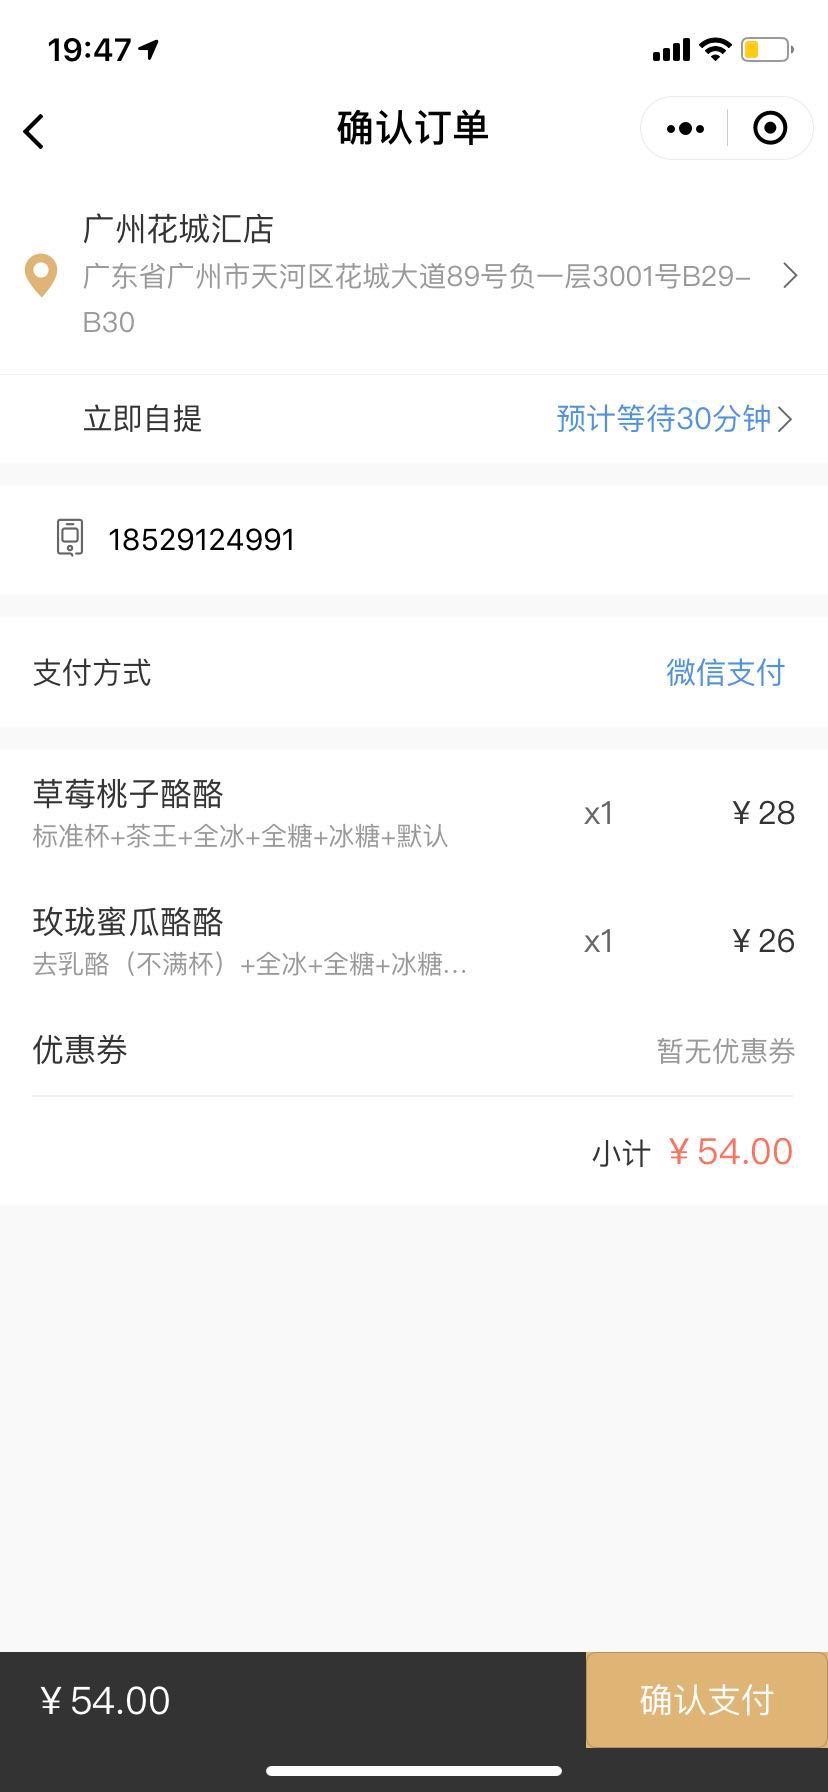 19:47
确认订单
广州花城汇店
广东省广州市天河区花城大道89号负一层3001号B29-
B30
立即自提 预计等待30分钟
18529124991
支付方式 微信支付
草莓桃子酪酪 x1 ¥28
标准杯+茶王+全冰+全糖+冰糖+默认
玫珑蜜瓜酪酪 x1 ¥26
去乳酪（不满杯）+全冰+全糖+冰糖...
优惠券 暂无优惠券
小计 ¥54.00
¥54.00 确认支付